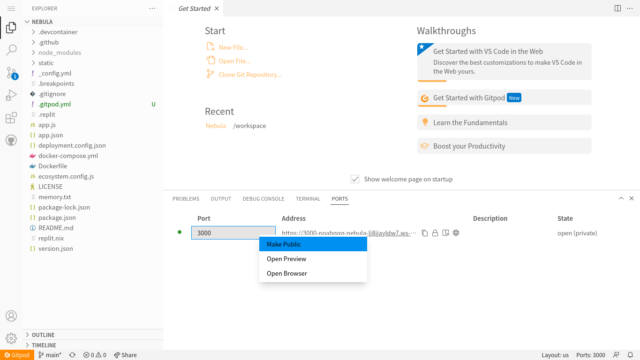 EXPLORER
NEBULA
.devcontainer
.github
node_modules
static
_config.yml
.breakpoints
.gitignore
.gitpod.yml U
.replit
app.js
app.json
deployment.config.json
docker-compose.yml
Dockerfile
ecosystem.config.js
LICENSE
memory.txt
package-lock.json
package.json
README.md
replit.nix
version.json
OUTLINE
TIMELINE
Get Started
Start
New File...
Open File...
Clone Git Repository...
Recent
Nebula /workspace
Walkthroughs
Get Started with VS Code in the Web
Discover the best customizations to make VS Code in
the Web yours.
Get Started with Gitpod New
Learn the Fundamentals
Boost your Productivity
Show welcome page on startup
PROBLEMS OUTPUT DEBUG CONSOLE TERMINAL PORTS
Port Address Description State
3000 open (private)
Make Public
Open Preview
Open Browser
Gitpod main* 0 0 Share Layout: us Ports: 3000